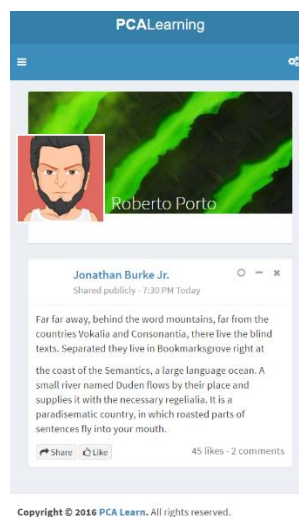 PCALearning
Roberto Porto
Jonathan Burke Jr.
Shared publicly - 7:30 PM Today
Far far away, behind the word mountains, far from the
countries Vokalia and Consonantia, there live the blind
texts. Separated they live in Bookmarksgrove right at
the coast of the Semantics, a large language ocean. A
small river named Duden flows by their place and
supplies it with the necessary regelialia. It is a
paradisematic country, in which roasted parts of
sentences fly into your mouth.
Share Like 45 likes - 2 comments
Copyright © 2016 PCA Learn. All rights reserved.